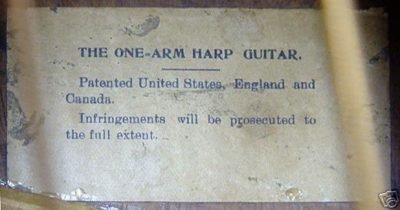 THE ONE-ARM HARP GUITAR.
Patented United States, England and
Canada.
Infringements will be prosecuted to
the full extent.